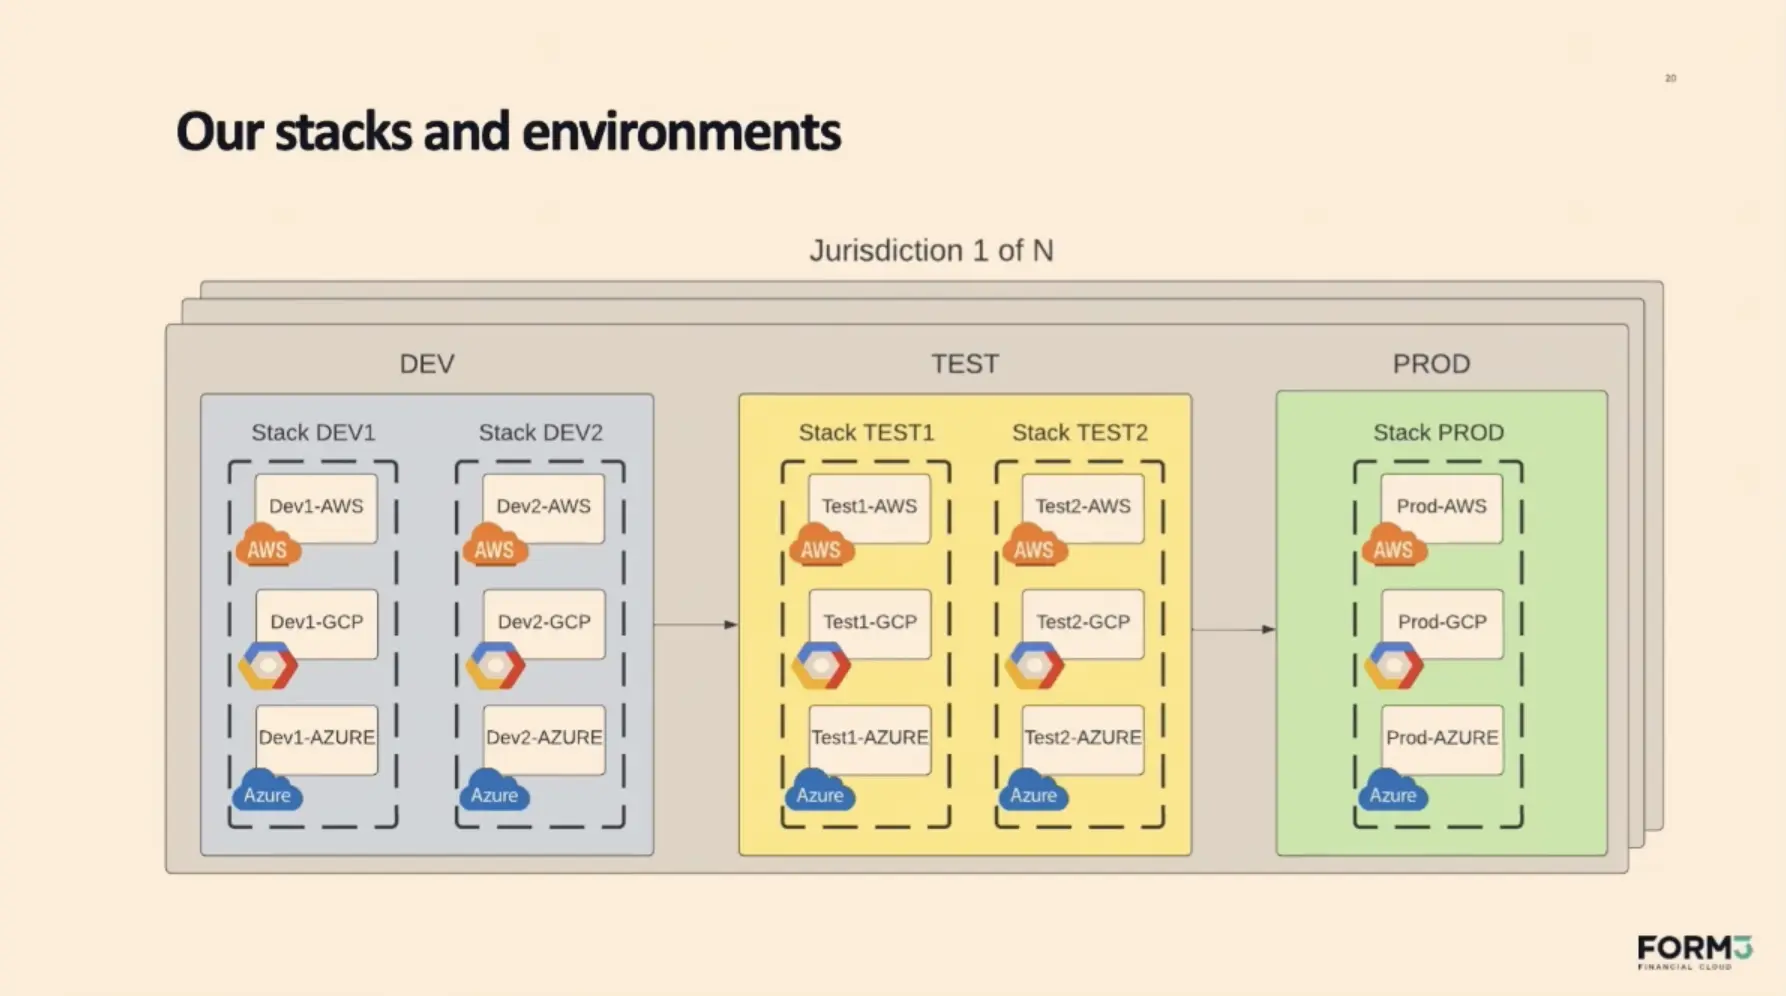 20
Our stacks and environments
Jurisdiction 1 of N
DEV
TEST
PROD
Stack DEV1
Stack DEV2
Stack TEST1
Stack TEST2
Stack PROD
Dev1-AWS
Dev2-AWS
Test1-AWS
Test2-AWS
Prod-AWS
AWS
AWS
AWS
AWS
AWS
Dev1-GCP
Dev2-GCP
Test1-GCP
Test2-GCP
Prod-GCP
Dev1-AZURE
Dev2-AZURE
Test1-AZURE
Test2-AZURE
Prod-AZURE
Azure
Azure
Azure
Azure
Azure
FORM3
FINANCIAL CLOUD